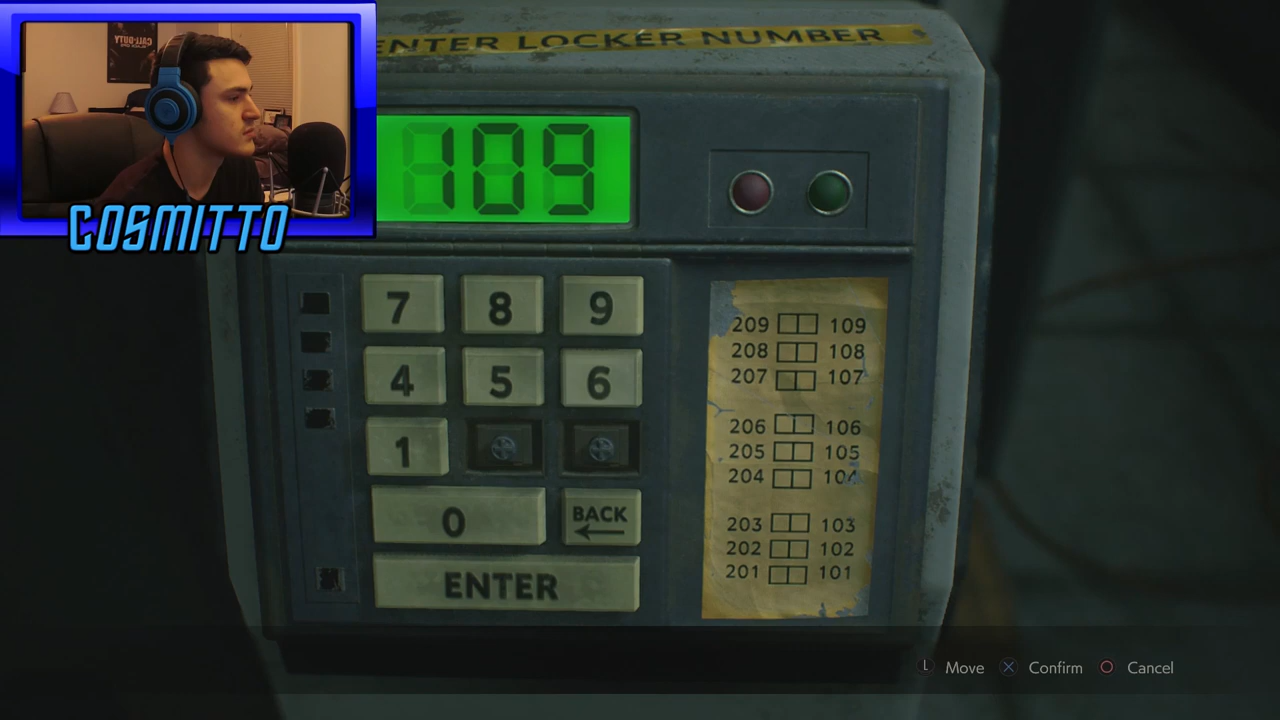 ENTER LOCKER NUMBER
COSMITTO
109
7 8 9
4 5 6
1
0 BACK
ENTER
209 109
208 108
207 107
206 106
205 105
204 104
203 103
202 102
201 101
L Move Confirm Cancel